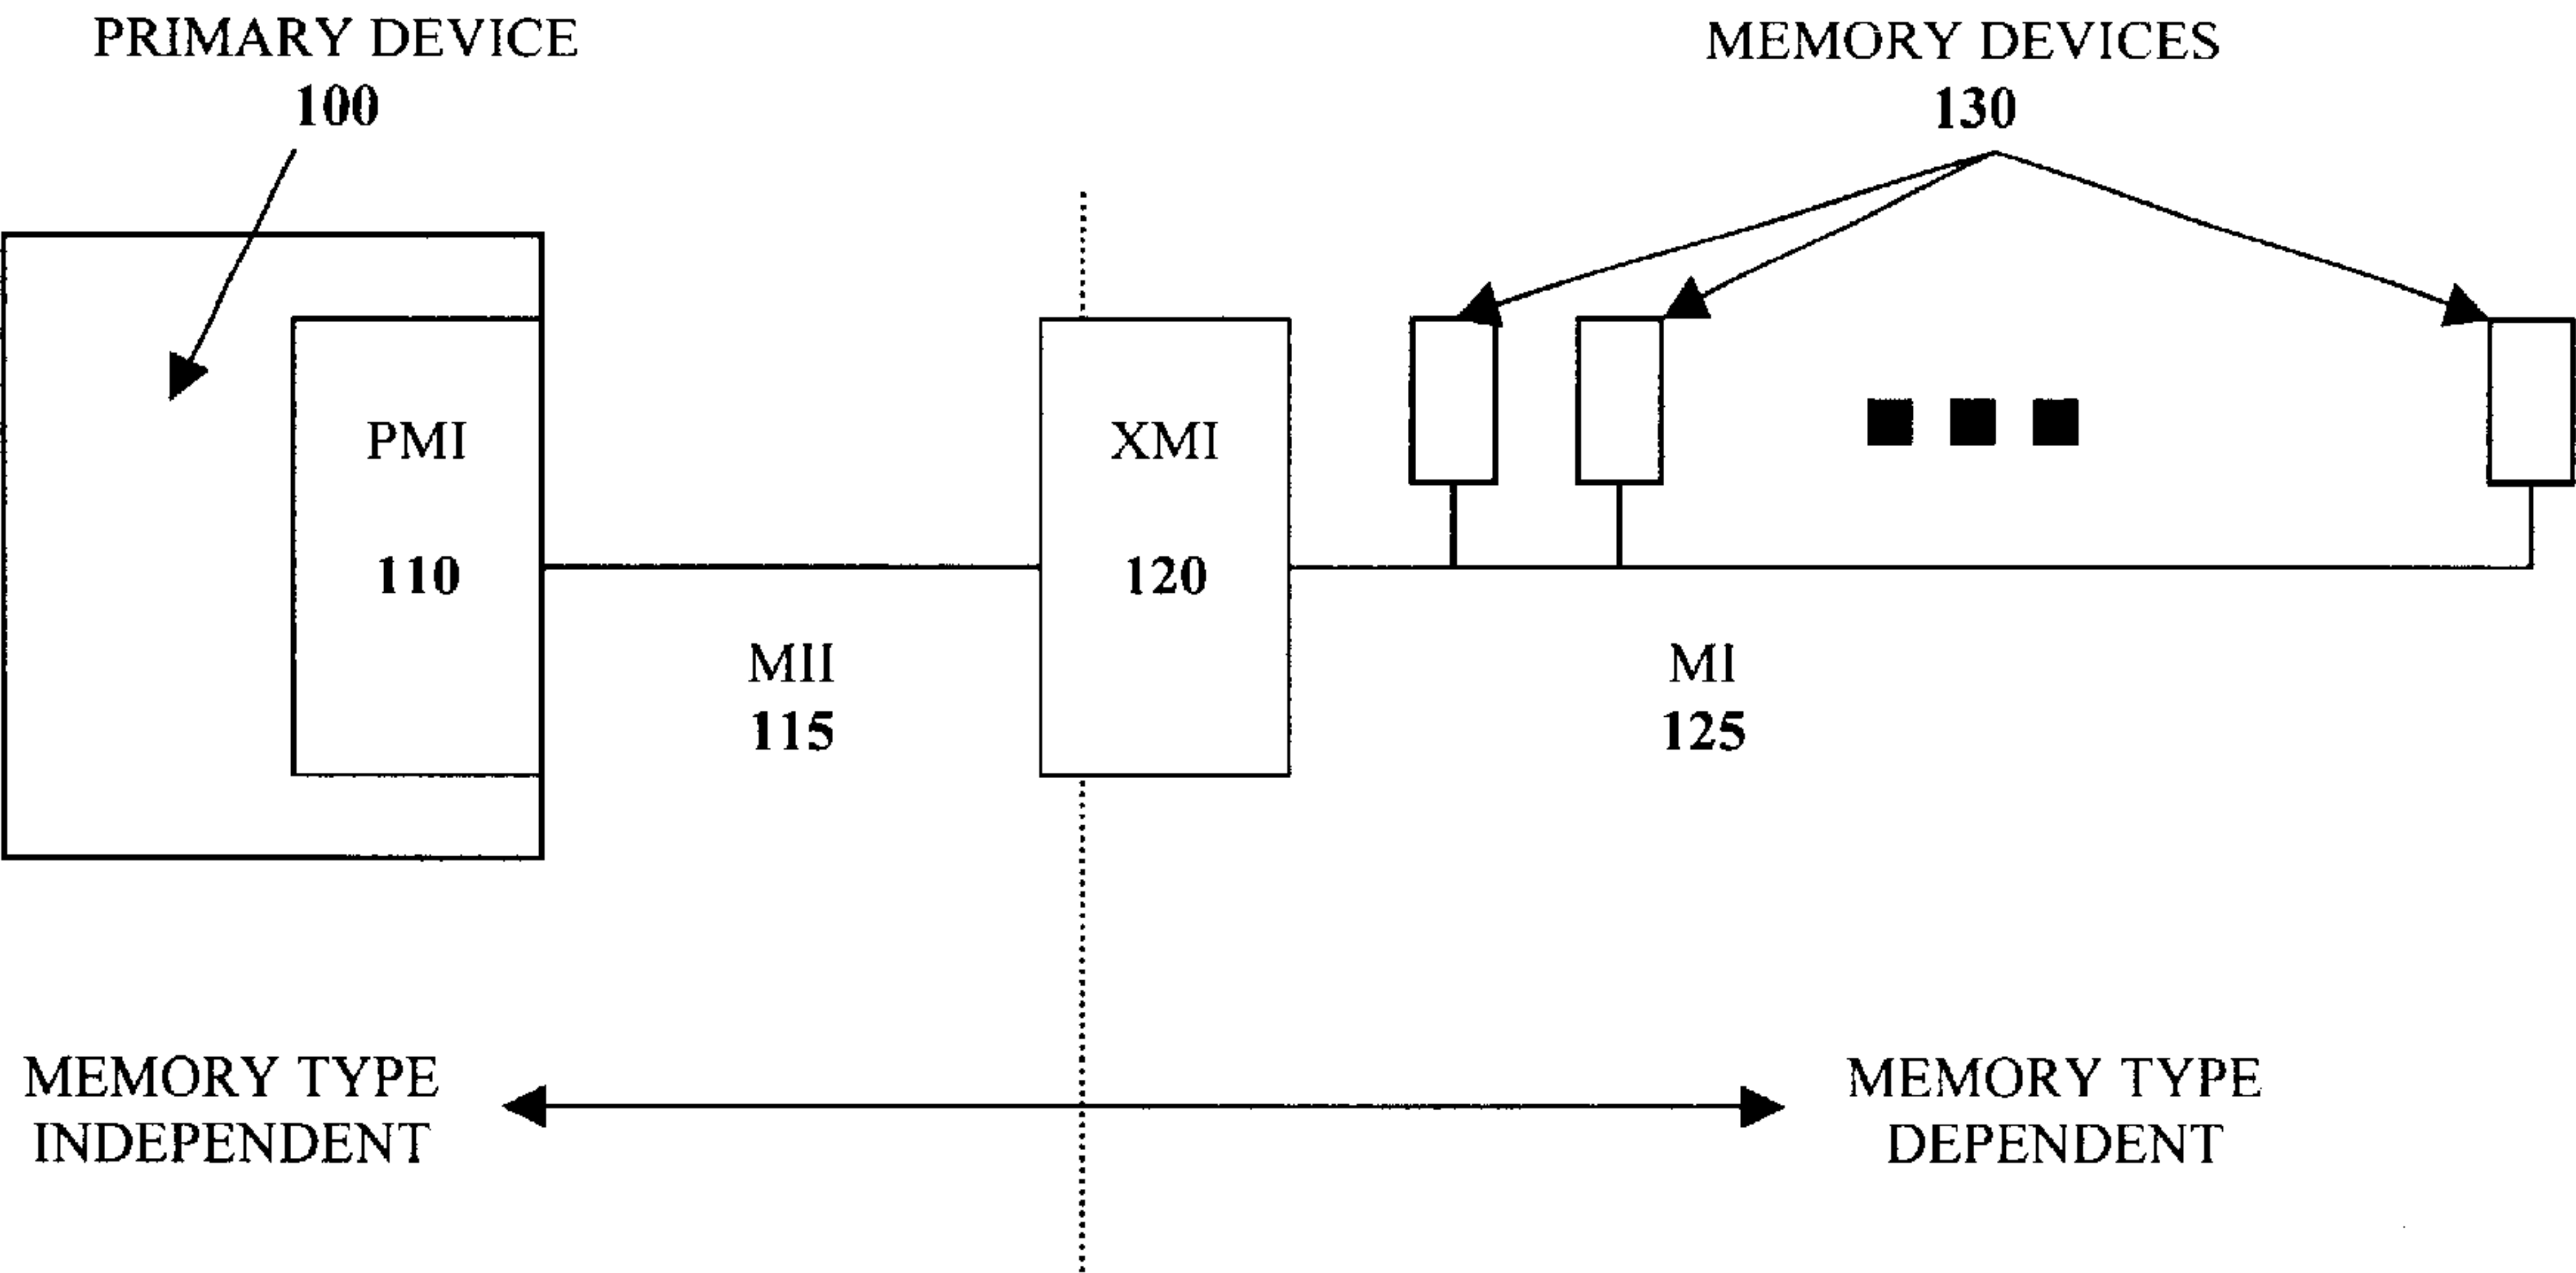 PRIMARY DEVICE
100
MEMORY DEVICES
130
PMI
110
XMI
120
MII
115
MI
125
MEMORY TYPE
INDEPENDENT
MEMORY TYPE
DEPENDENT